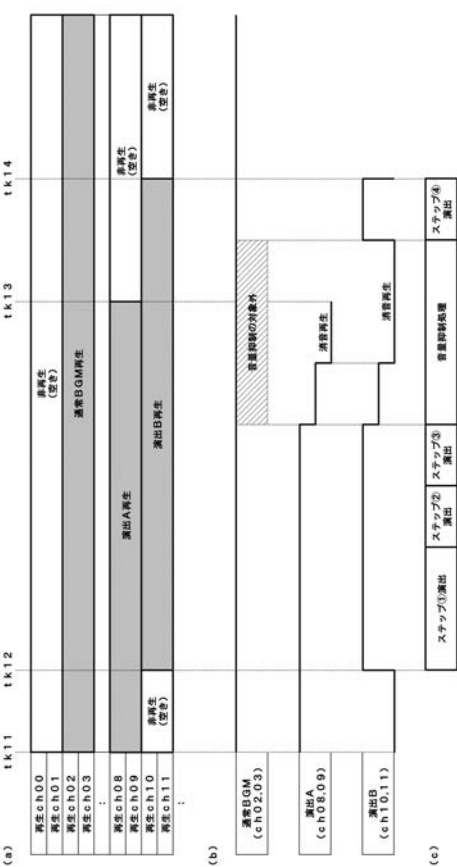 (a)
tk11
tk12
tk13
tk14
再生ch00
再生ch01
再生ch02
再生ch03
:
再生ch08
再生ch09
再生ch10
再生ch11
:
非再生
(空き)
通常BGM再生
演出A再生
非再生
(空き)
非再生
(空き)
演出B再生
非再生
(空き)
(b)
通常BGM
(ch02,03)
音量抑制の対象外
演出A
(ch08,09)
消音再生
演出B
(ch10,11)
消音再生
(c)
ステップ①演出
ステップ②
演出
ステップ③
演出
音量抑制処理
ステップ④
演出